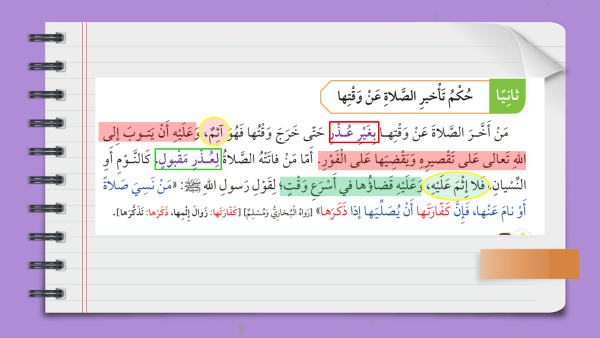 ثانِيًا
حُكْمُ تَأْخيرِ الصَّلاةِ عَنْ وَقْتِها
مَنْ أَخَّرَ الصَّلاةَ عَنْ وَقْتِها بِغَيْرِ عُذْرٍ حَتّى خَرَجَ وَقْتُها فَهُوَ آثِمٌ، وَعَلَيْهِ أَنْ يَتوبَ إِلى
اللهِ تَعالى عَلى تَقْصيرِهِ وَيَقْضِيَها عَلى الْفَوْرِ. أَمّا مَنْ فاتَتْهُ الصَّلاةُ لِعُذْرٍ مَقْبولٍ. كَالنَّوْمِ أَوِ
النِّسْيانِ. فَلا إِثْمَ عَلَيْهِ، وَعَلَيْهِ قَضاؤُها في أَسْرَعِ وَقْتٍ؛ لِقَوْلِ رَسولِ اللهِ ﷺ: «مَنْ نَسِيَ صَلاةً
أَوْ نامَ عَنْها، فَإِنَّ كَفّارَتَها أَنْ يُصَلِّيَها إِذا ذَكَرَها» [رَواهُ الْبُخارِيُّ وَمُسْلِمٌ] [كَفّارَتَها: زَوالَ إِثْمِها، ذَكَرَها: تَذَكَّرَها].